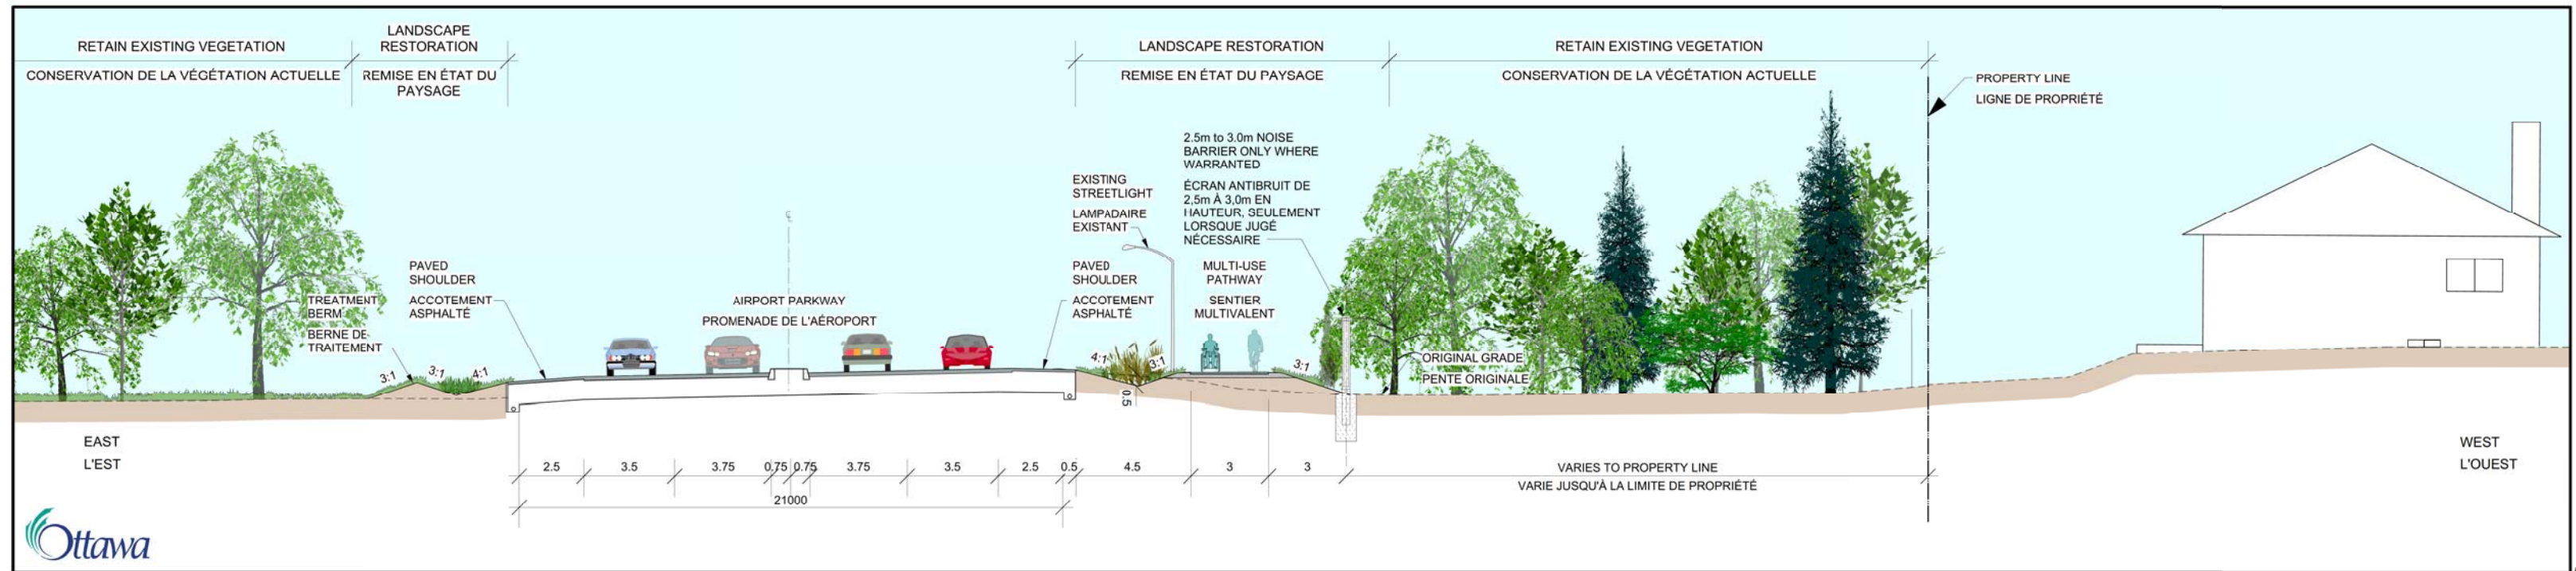 RETAIN EXISTING VEGETATION
CONSERVATION DE LA VÉGÉTATION ACTUELLE
LANDSCAPE
RESTORATION
REMISE EN ÉTAT DU
PAYSAGE
LANDSCAPE RESTORATION
REMISE EN ÉTAT DU PAYSAGE
RETAIN EXISTING VEGETATION
CONSERVATION DE LA VÉGÉTATION ACTUELLE
PROPERTY LINE
LIGNE DE PROPRIÉTÉ
TREATMENT
BERM
BERNE DE
TRAITEMENT
PAVED
SHOULDER
ACCOTEMENT
ASPHALTÉ
AIRPORT PARKWAY
PROMENADE DE L'AÉROPORT
EXISTING
STREETLIGHT
LAMPADAIRE
EXISTANT
PAVED
SHOULDER
ACCOTEMENT
ASPHALTÉ
2.5m to 3.0m NOISE
BARRIER ONLY WHERE
WARRANTED
ÉCRAN ANTIBRUIT DE
2,5m À 3,0m EN
HAUTEUR, SEULEMENT
LORSQUE JUGÉ
NÉCESSAIRE
MULTI-USE
PATHWAY
SENTIER
MULTIVALENT
ORIGINAL GRADE
PENTE ORIGINALE
3:1
3:1
4:1
4:1
3:1
3:1
0.5
EAST
L'EST
WEST
L'OUEST
2.5 3.5 3.75 0.75 0.75 3.75 3.5 2.5 0.5 4.5 3 3
21000
VARIES TO PROPERTY LINE
VARIE JUSQU'À LA LIMITE DE PROPRIÉTÉ
Ottawa